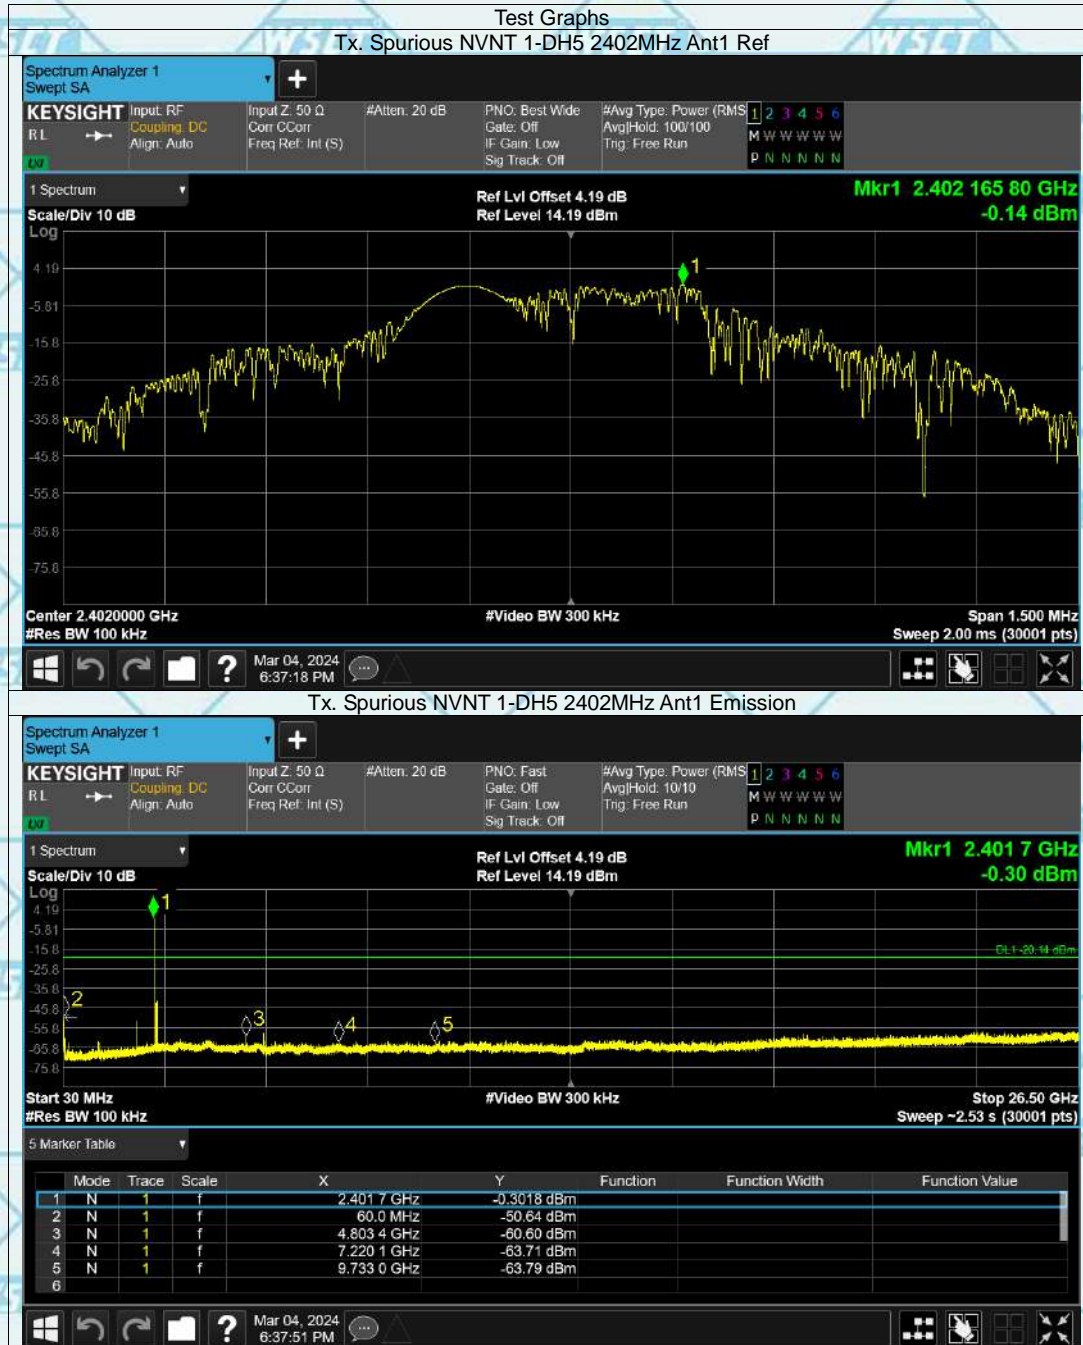 Test Graphs
Tx. Spurious NVNT 1-DH5 2402MHz Ant1 Ref
Spectrum Analyzer 1
Swept SA
KEYSIGHT Input: RF Input Z: 50 Ω #Atten: 20 dB PNO: Best Wide #Avg Type: Power (RMS 1 2 3 4 5 6
RL Coupling: DC Corr CCorr Gate: Off Avg|Hold: 100/100 M W W W W W
Align: Auto Freq Ref: Int (S) IF Gain: Low Trig: Free Run
LXI Sig Track: Off P N N N N N
1 Spectrum Ref Lvl Offset 4.19 dB Mkr1 2.402 165 80 GHz
Scale/Div 10 dB Ref Level 14.19 dBm -0.14 dBm
Log
1
4.19
-5.81
-15.8
-25.8
-35.8
-45.8
-55.8
-65.8
-75.8
Center 2.4020000 GHz #Video BW 300 kHz Span 1.500 MHz
#Res BW 100 kHz Sweep 2.00 ms (30001 pts)
? Mar 04, 2024
6:37:18 PM
Tx. Spurious NVNT 1-DH5 2402MHz Ant1 Emission
Spectrum Analyzer 1
Swept SA
KEYSIGHT Input: RF Input Z: 50 Ω #Atten: 20 dB PNO: Fast #Avg Type: Power (RMS 1 2 3 4 5 6
RL Coupling: DC Corr CCorr Gate: Off Avg|Hold: 10/10 M W W W W W
Align: Auto Freq Ref: Int (S) IF Gain: Low Trig: Free Run
LXI Sig Track: Off P N N N N N
1 Spectrum Ref Lvl Offset 4.19 dB Mkr1 2.401 7 GHz
Scale/Div 10 dB Ref Level 14.19 dBm -0.30 dBm
Log
4.19 1
-5.81
-15.8 DL1 -20.14 dBm
-25.8
-35.8
-45.8 2
-55.8 3 4 5
-65.8
-75.8
Start 30 MHz #Video BW 300 kHz Stop 26.50 GHz
#Res BW 100 kHz Sweep ~2.53 s (30001 pts)
5 Marker Table
Mode Trace Scale X Y Function Function Width Function Value
1 N 1 f 2.401 7 GHz -0.3018 dBm
2 N 1 f 60.0 MHz -50.64 dBm
3 N 1 f 4.803 4 GHz -60.60 dBm
4 N 1 f 7.220 1 GHz -63.71 dBm
5 N 1 f 9.733 0 GHz -63.79 dBm
6
? Mar 04, 2024
6:37:51 PM